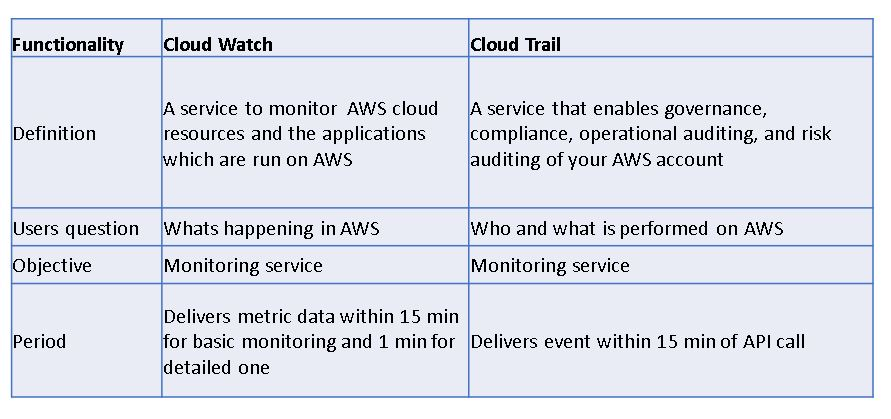 Functionality Cloud Watch Cloud Trail
Definition
A service to monitor AWS cloud
resources and the applications
which are run on AWS
A service that enables governance,
compliance, operational auditing, and risk
auditing of your AWS account
Users question Whats happening in AWS Who and what is performed on AWS
Objective Monitoring service Monitoring service
Period
Delivers metric data within 15 min
for basic monitoring and 1 min for
detailed one
Delivers event within 15 min of API call